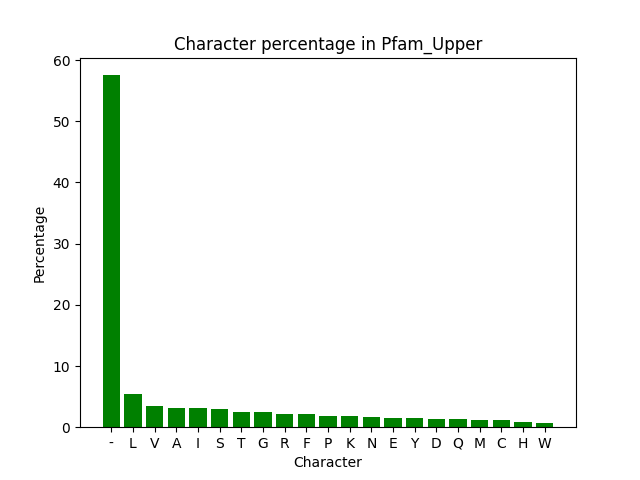 Character percentage in Pfam_Upper
60
50
40
30
20
10
0
Percentage
- L V A I S T G R F P K N E Y D Q M C H W
Character